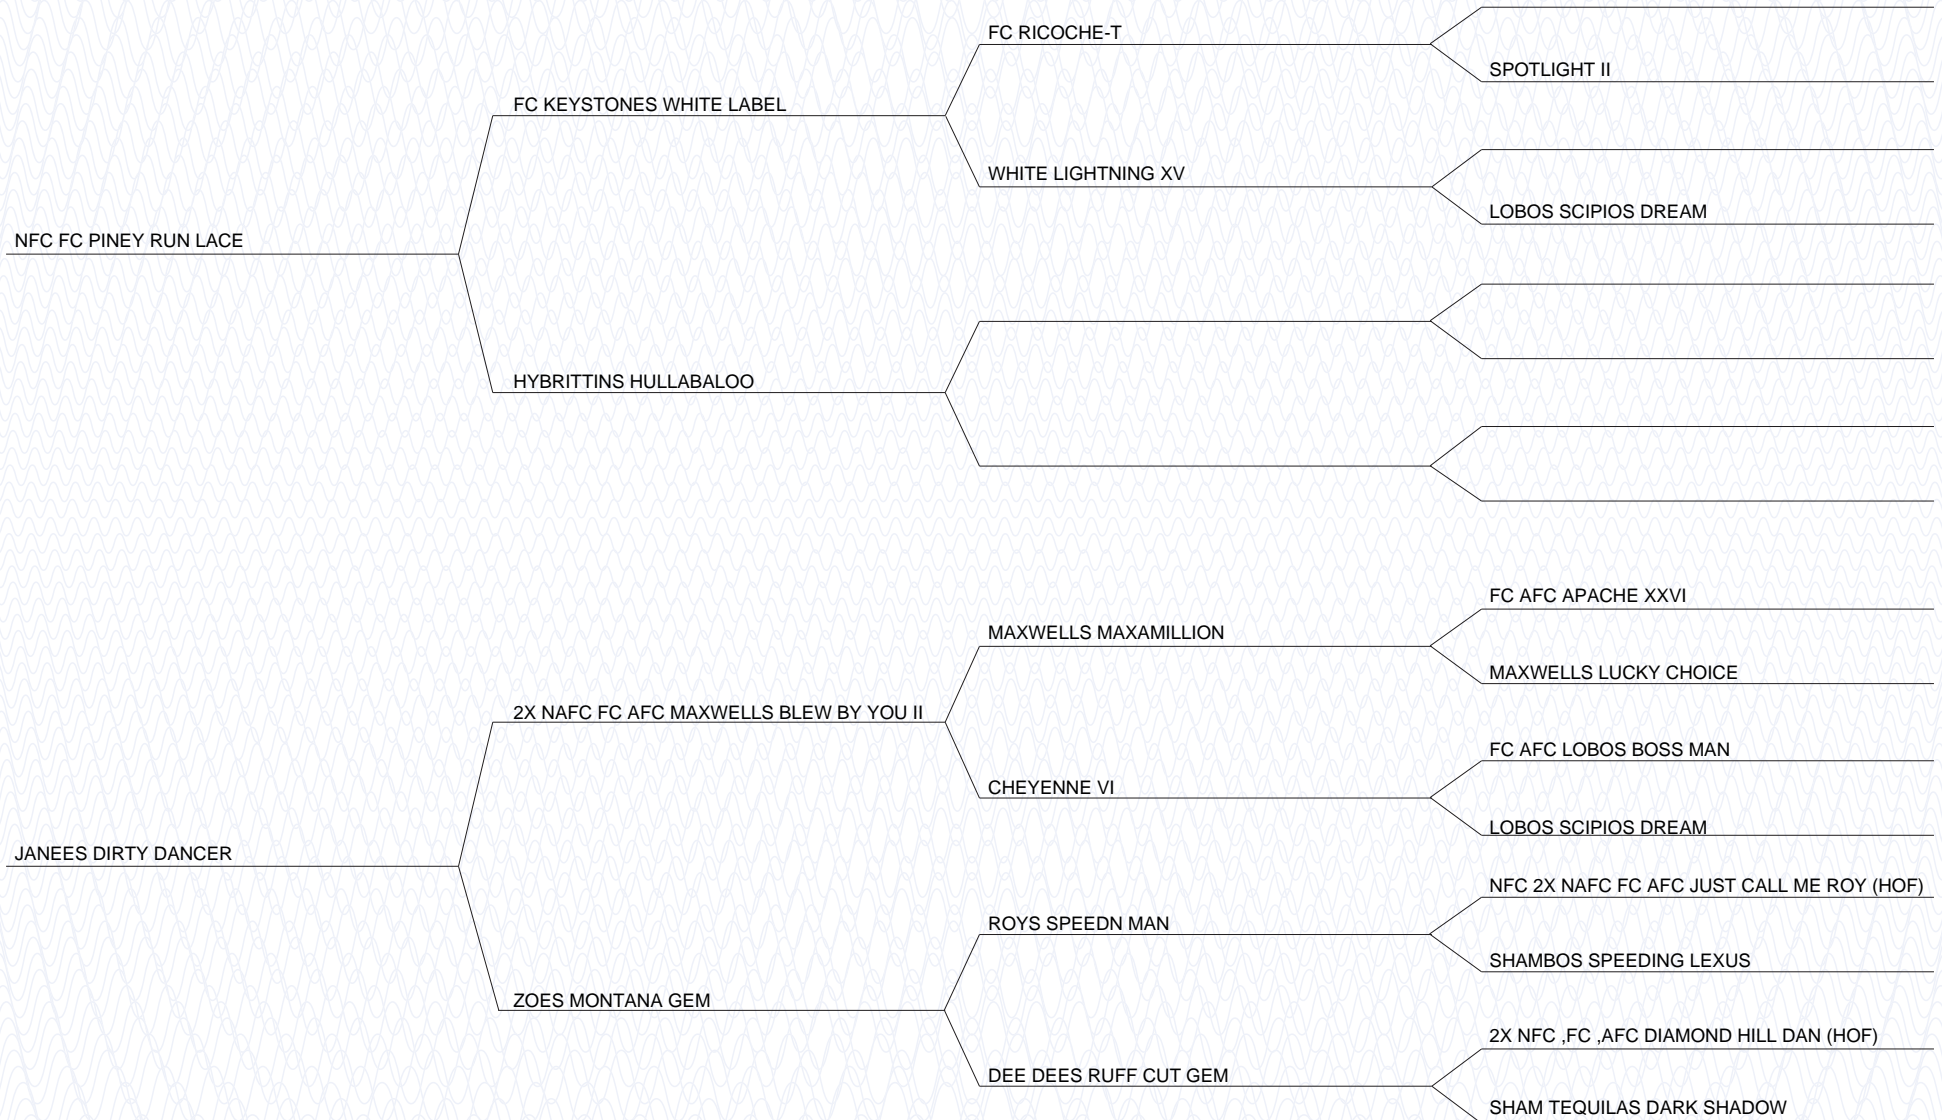 FC RICOCHE-T
SPOTLIGHT II
FC KEYSTONES WHITE LABEL
WHITE LIGHTNING XV
LOBOS SCIPIOS DREAM
NFC FC PINEY RUN LACE
HYBRITTINS HULLABALOO
FC AFC APACHE XXVI
MAXWELLS MAXAMILLION
MAXWELLS LUCKY CHOICE
2X NAFC FC AFC MAXWELLS BLEW BY YOU II
FC AFC LOBOS BOSS MAN
CHEYENNE VI
LOBOS SCIPIOS DREAM
JANEES DIRTY DANCER
NFC 2X NAFC FC AFC JUST CALL ME ROY (HOF)
ROYS SPEEDN MAN
SHAMBOS SPEEDING LEXUS
ZOES MONTANA GEM
2X NFC ,FC ,AFC DIAMOND HILL DAN (HOF)
DEE DEES RUFF CUT GEM
SHAM TEQUILAS DARK SHADOW